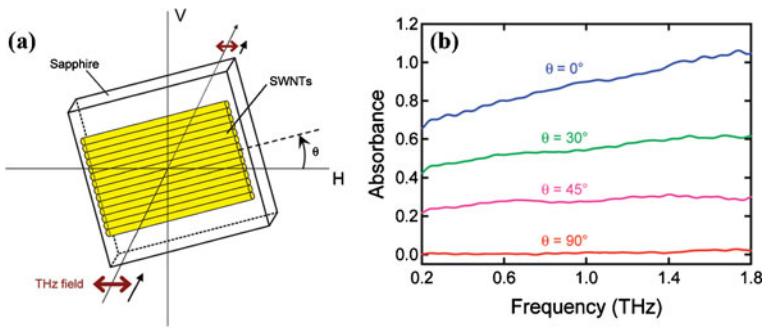 (a)
V
Sapphire
SWNTs
θ
H
THz field
(b)
Absorbance
1.2
1.0
0.8
0.6
0.4
0.2
0.0
θ = 0°
θ = 30°
θ = 45°
θ = 90°
0.2 0.6 1.0 1.4 1.8
Frequency (THz)